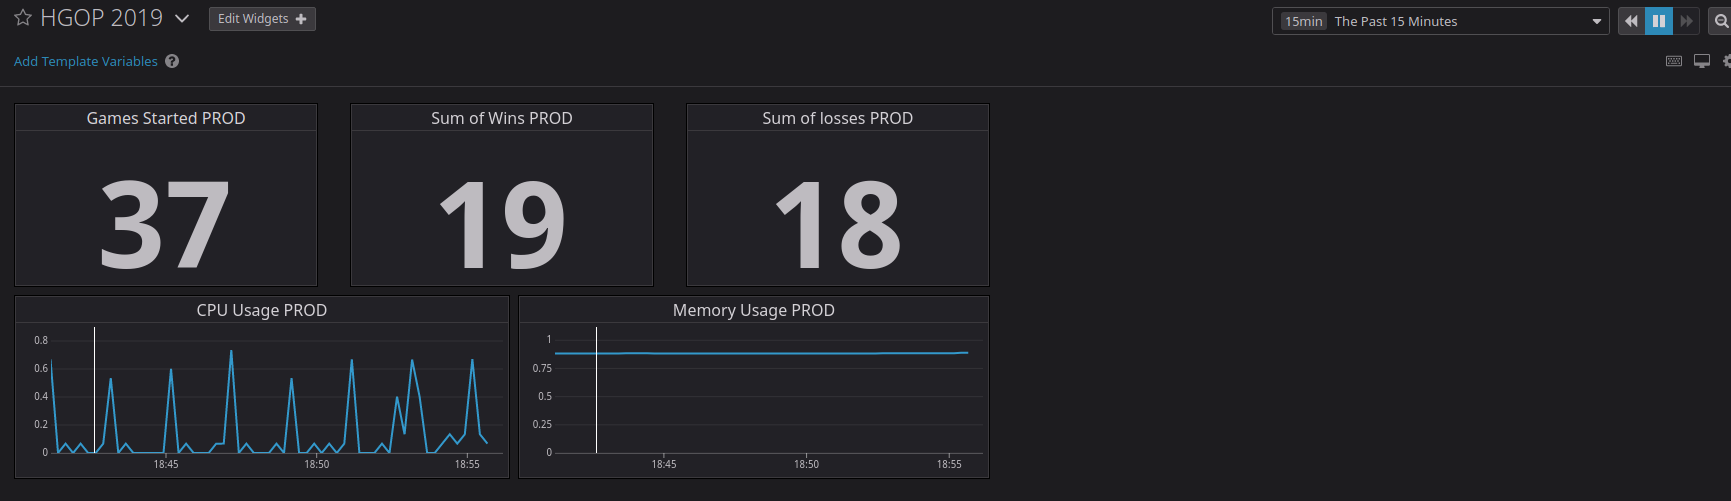 HGOP 2019
Edit Widgets
15min The Past 15 Minutes
Add Template Variables ?
Games Started PROD
37
Sum of Wins PROD
19
Sum of losses PROD
18
CPU Usage PROD
0.8
0.6
0.4
0.2
0
18:45 18:50 18:55
Memory Usage PROD
1
0.75
0.5
0.25
0
18:45 18:50 18:55